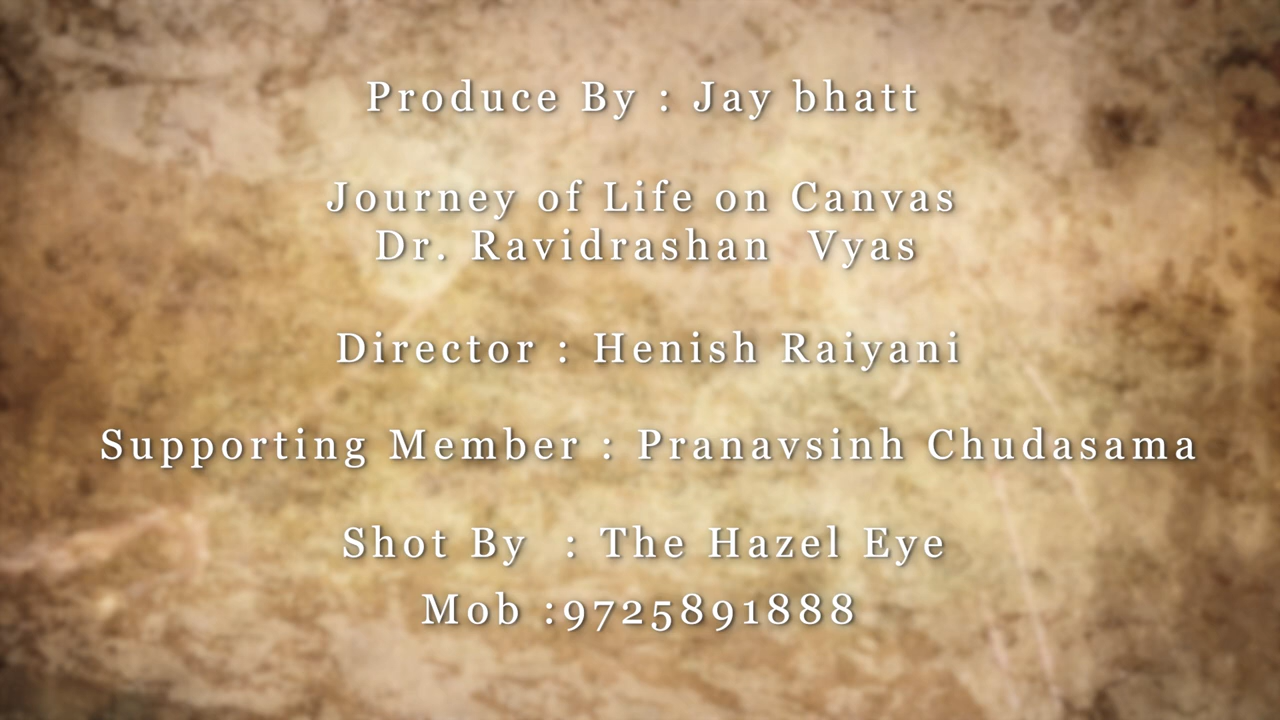 Produce By : Jay bhatt
Journey of Life on Canvas
Dr. Ravidrashan Vyas
Director : Henish Raiyani
Supporting Member : Pranavsinh Chudasama
Shot By : The Hazel Eye
Mob :9725891888